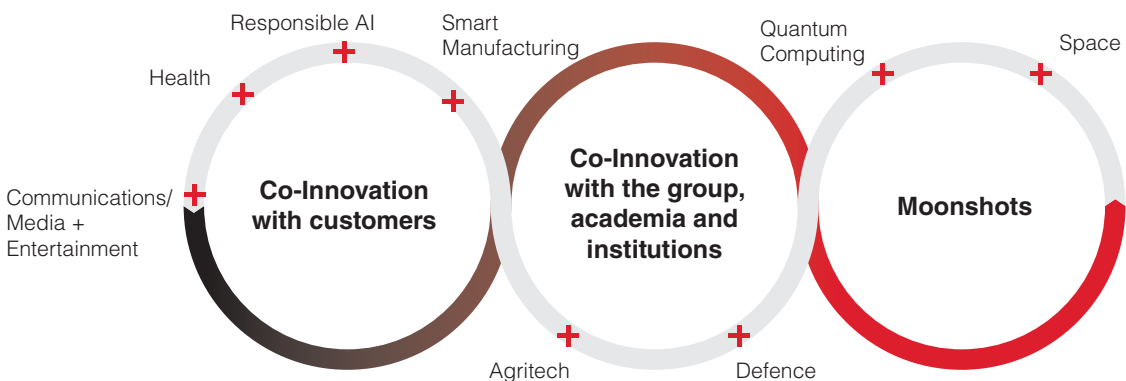 Responsible AI
Health
Communications/
Media +
Entertainment
Co-Innovation
with customers
Smart
Manufacturing
Co-Innovation
with the group,
academia and
institutions
Agritech
Defence
Quantum
Computing
Space
Moonshots